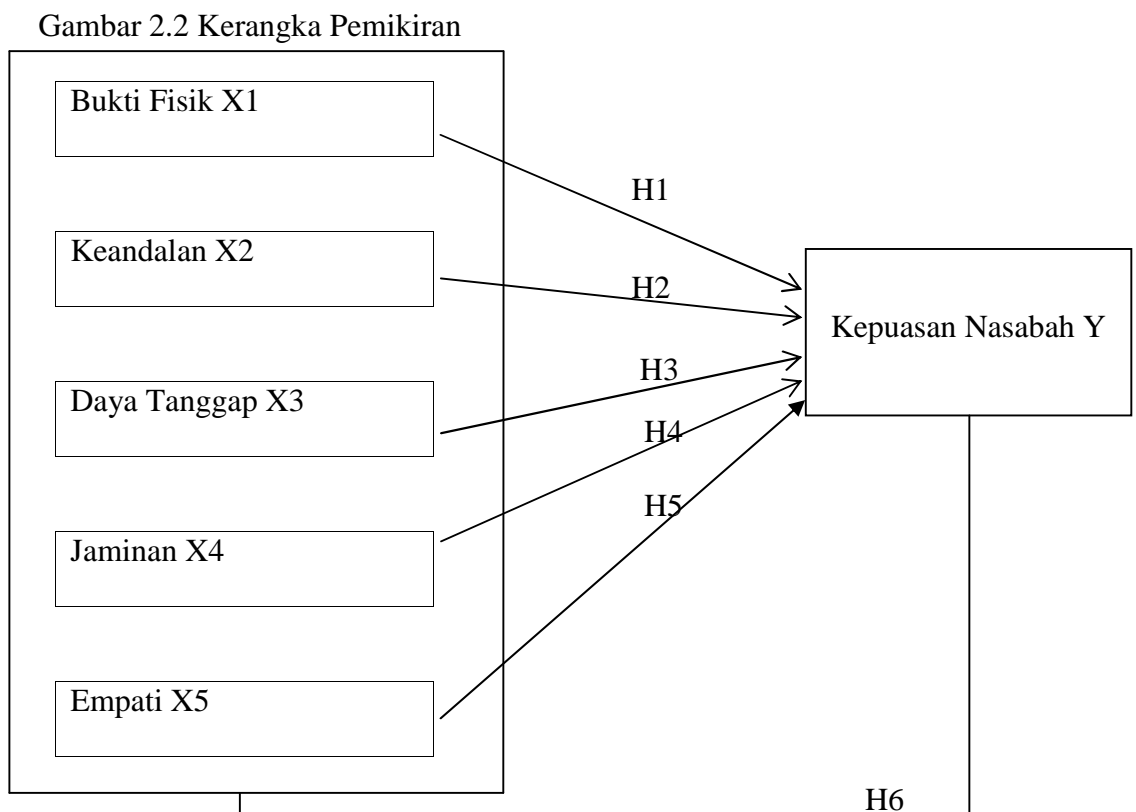 Gambar 2.2 Kerangka Pemikiran
Bukti Fisik X1
H1
Keandalan X2
H2
Kepuasan Nasabah Y
Daya Tanggap X3
H3
H4
Jaminan X4
H5
Empati X5
H6